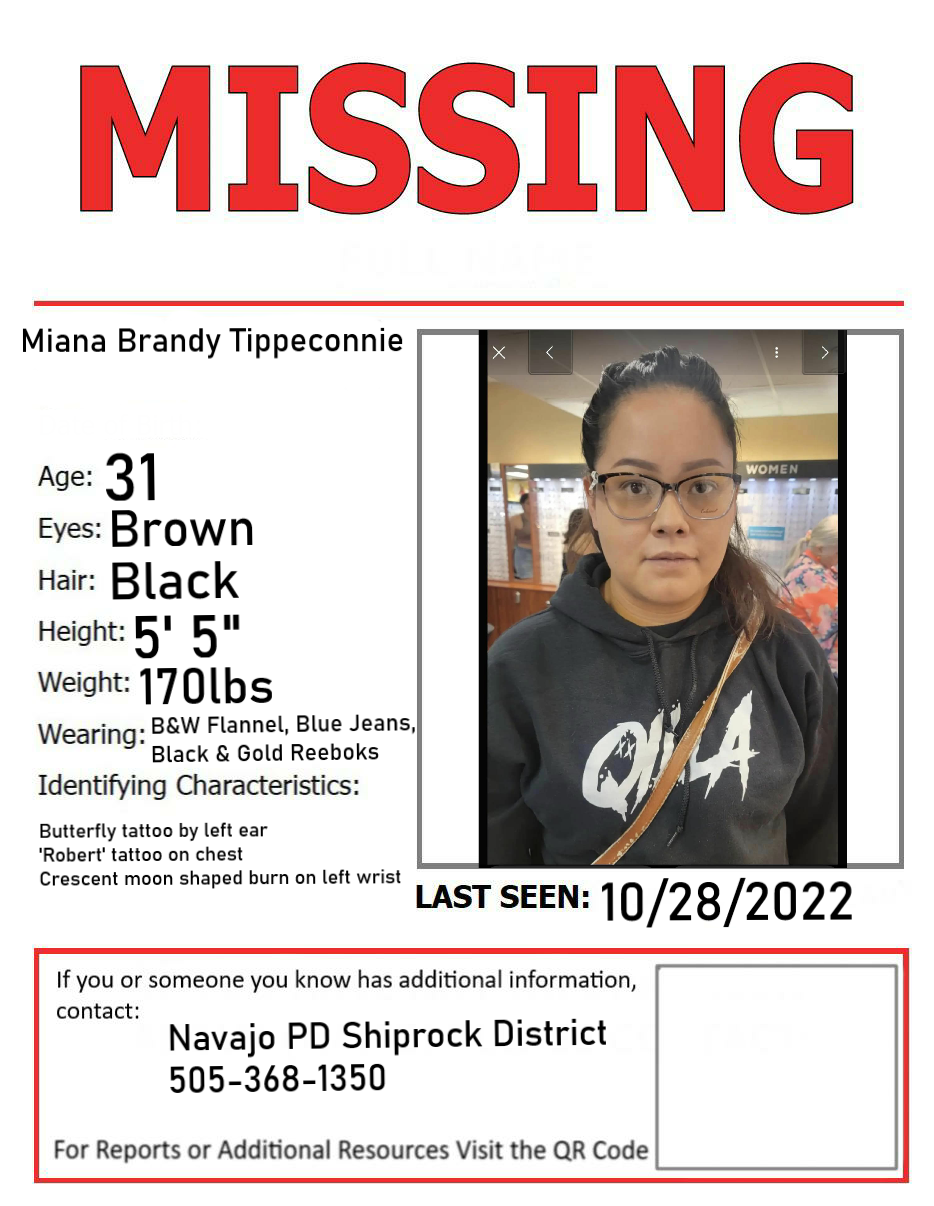 MISSING
Miana Brandy Tippeconnie
Age: 31
Eyes: Brown
Hair: Black
Height: 5' 5"
Weight: 170lbs
Wearing: B&W Flannel, Blue Jeans,
Black & Gold Reeboks
Identifying Characteristics:
Butterfly tattoo by left ear
'Robert' tattoo on chest
Crescent moon shaped burn on left wrist
WOMEN
LAST SEEN: 10/28/2022
If you or someone you know has additional information,
contact:
Navajo PD Shiprock District
505-368-1350
For Reports or Additional Resources Visit the QR Code